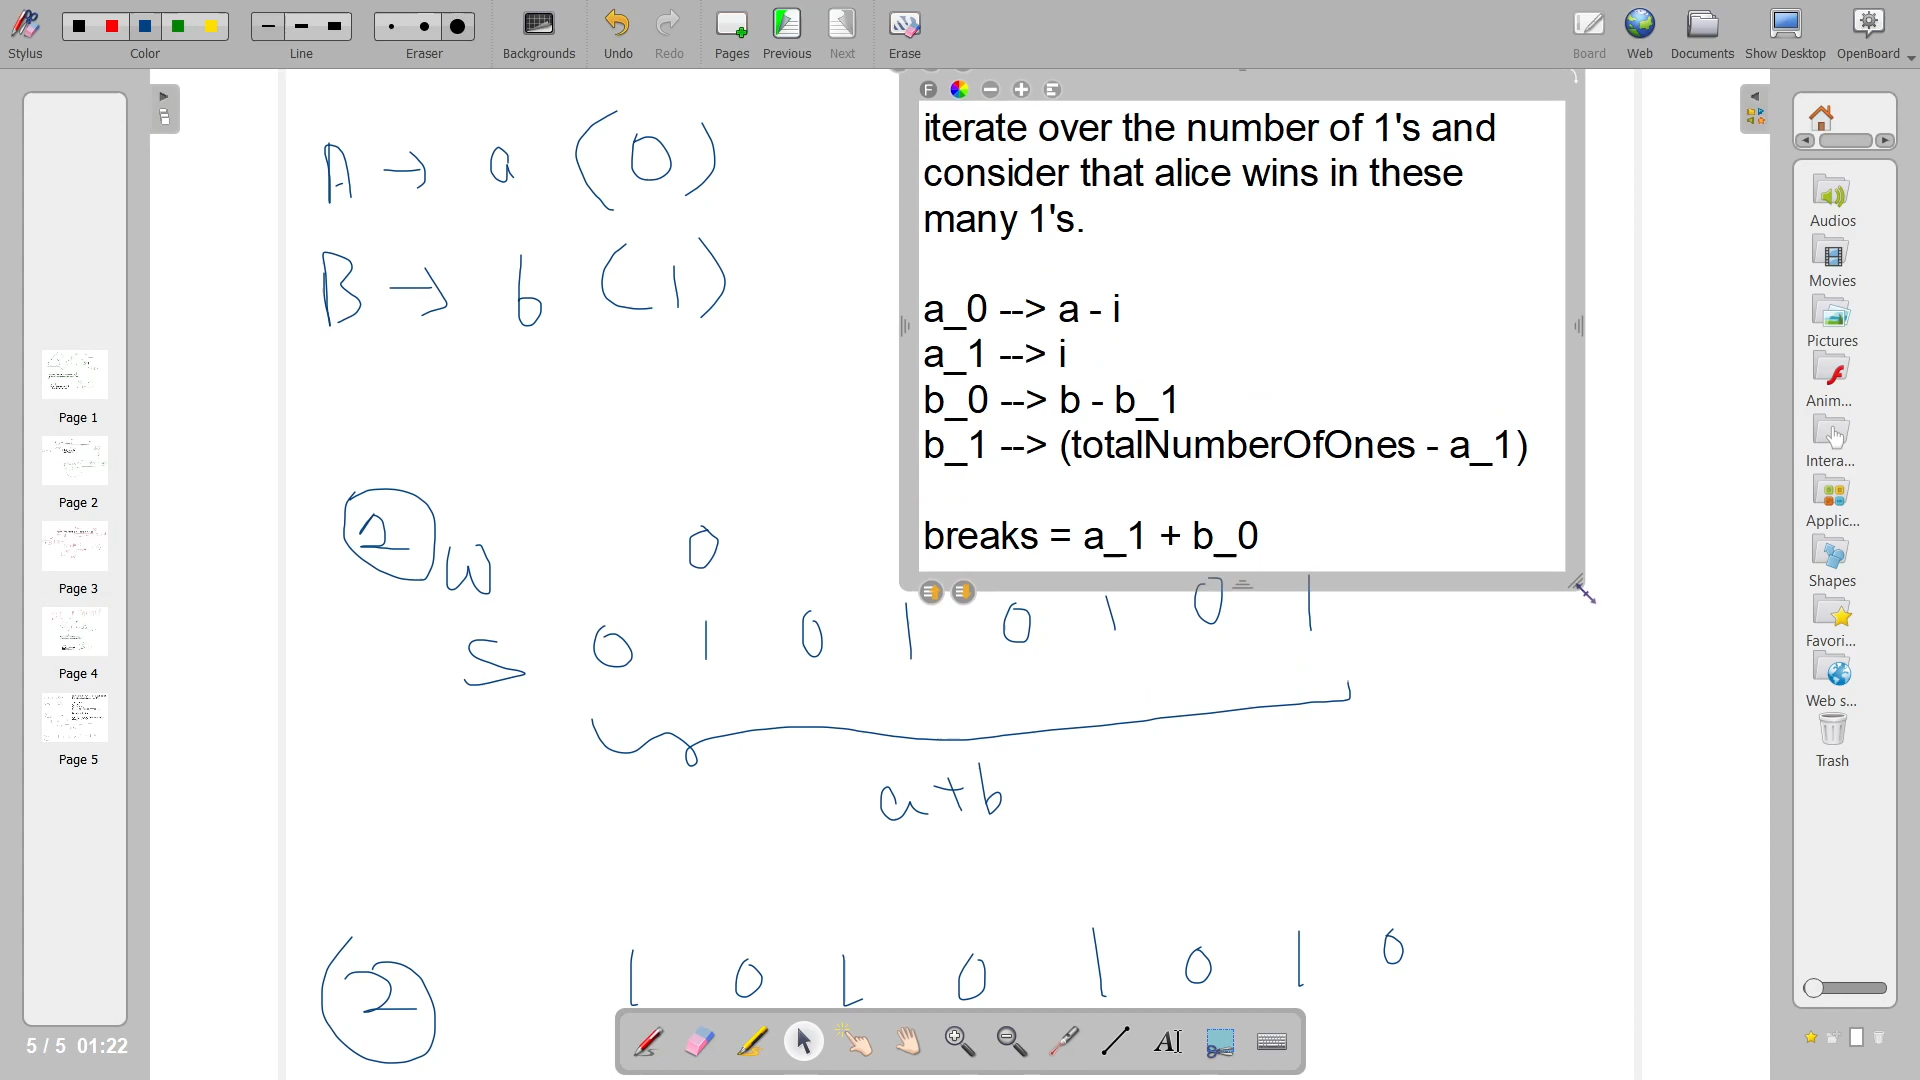 Stylus
Color
Line
Eraser
Backgrounds
Undo
Redo
Pages
Previous
Next
Erase
Board
Web
Documents
Show Desktop
OpenBoard
A → a (0)
B → b (1)
iterate over the number of 1's and
consider that alice wins in these
many 1's.
a_0 --> a - i
a_1 --> i
b_0 --> b - b_1
b_1 --> (totalNumberOfOnes - a_1)
breaks = a_1 + b_0
2 W 0
S 0 1 0 1 0 1 0 1
a+b
2 1 0 1 0 1 0 1 0
Page 1
Page 2
Page 3
Page 4
Page 5
5 / 5 01:22
Audios
Movies
Pictures
Anim...
Intera...
Applic...
Shapes
Favori...
Web s...
Trash